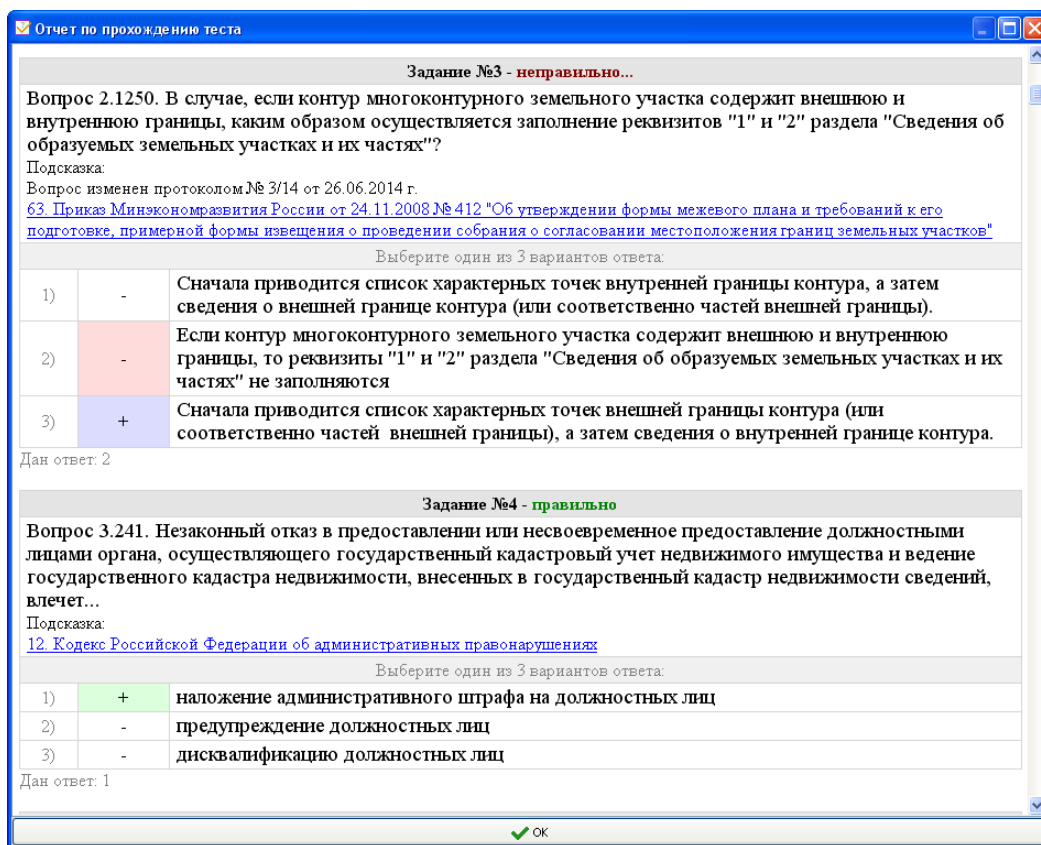 Отчет по прохождению теста
Задание №3 - неправильно...
Вопрос 2.1250. В случае, если контур многоконтурного земельного участка содержит внешнюю и
внутреннюю границы, каким образом осуществляется заполнение реквизитов "1" и "2" раздела "Сведения об
образуемых земельных участках и их частях"?
Подсказка:
Вопрос изменен протоколом № 3/14 от 26.06.2014 г.
63. Приказ Минэкономразвития России от 24.11.2008 № 412 "Об утверждении формы межевого плана и требований к его
подготовке, примерной формы извещения о проведении собрания о согласовании местоположения границ земельных участков"
Выберите один из 3 вариантов ответа:
1) - Сначала приводится список характерных точек внутренней границы контура, а затем
сведения о внешней границе контура (или соответственно частей внешней границы).
Если контур многоконтурного земельного участка содержит внешнюю и внутреннюю
2) - границы, то реквизиты "1" и "2" раздела "Сведения об образуемых земельных участках и их
частях" не заполняются
3) + Сначала приводится список характерных точек внешней границы контура (или
соответственно частей внешней границы), а затем сведения о внутренней границе контура.
Дан ответ: 2
Задание №4 - правильно
Вопрос 3.241. Незаконный отказ в предоставлении или несвоевременное предоставление должностными
лицами органа, осуществляющего государственный кадастровый учет недвижимого имущества и ведение
государственного кадастра недвижимости, внесенных в государственный кадастр недвижимости сведений,
влечет...
Подсказка:
12. Кодекс Российской Федерации об административных правонарушениях
Выберите один из 3 вариантов ответа:
1) + наложение административного штрафа на должностных лиц
2) - предупреждение должностных лиц
3) - дисквалификацию должностных лиц
Дан ответ: 1
OK